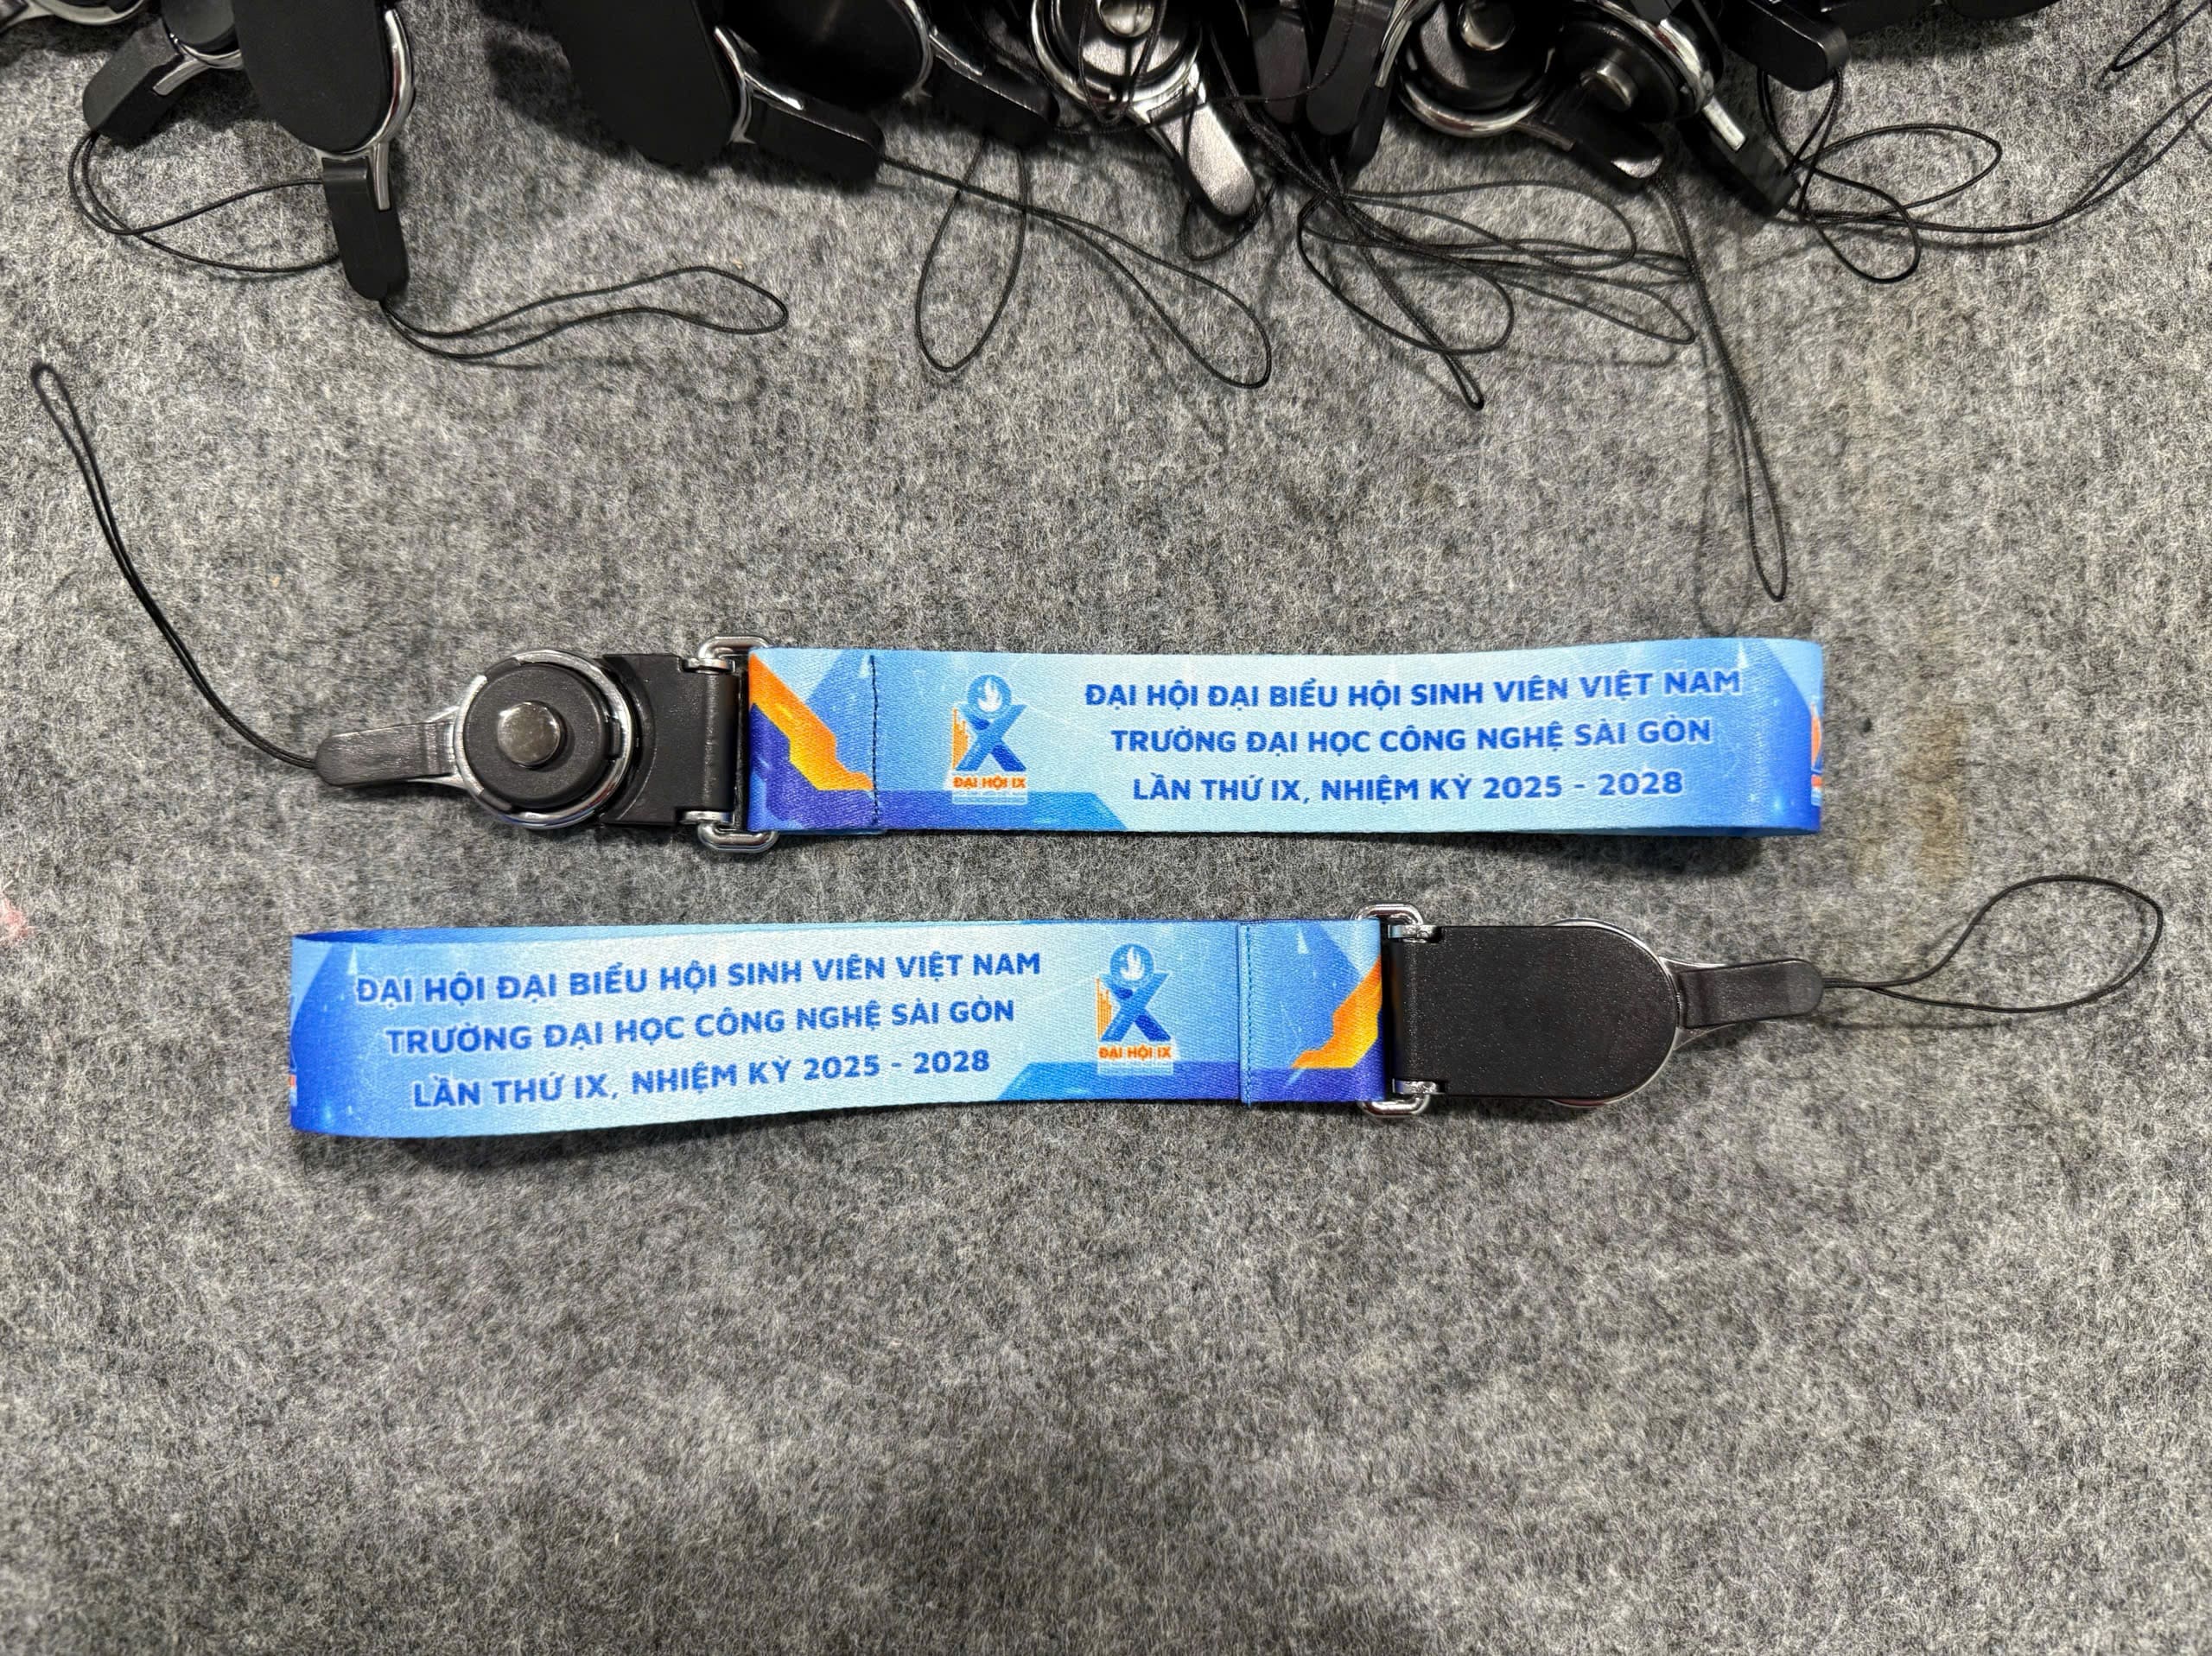 ĐẠI HỘI ĐẠI BIỂU HỘI SINH VIÊN VIỆT NAM
TRƯỜNG ĐẠI HỌC CÔNG NGHỆ SÀI GÒN
LẦN THỨ IX, NHIỆM KỲ 2025 - 2028
ĐẠI HỘI IX
ĐẠI HỘI ĐẠI BIỂU HỘI SINH VIÊN VIỆT NAM
TRƯỜNG ĐẠI HỌC CÔNG NGHỆ SÀI GÒN
LẦN THỨ IX, NHIỆM KỲ 2025 - 2028
ĐẠI HỘI IX